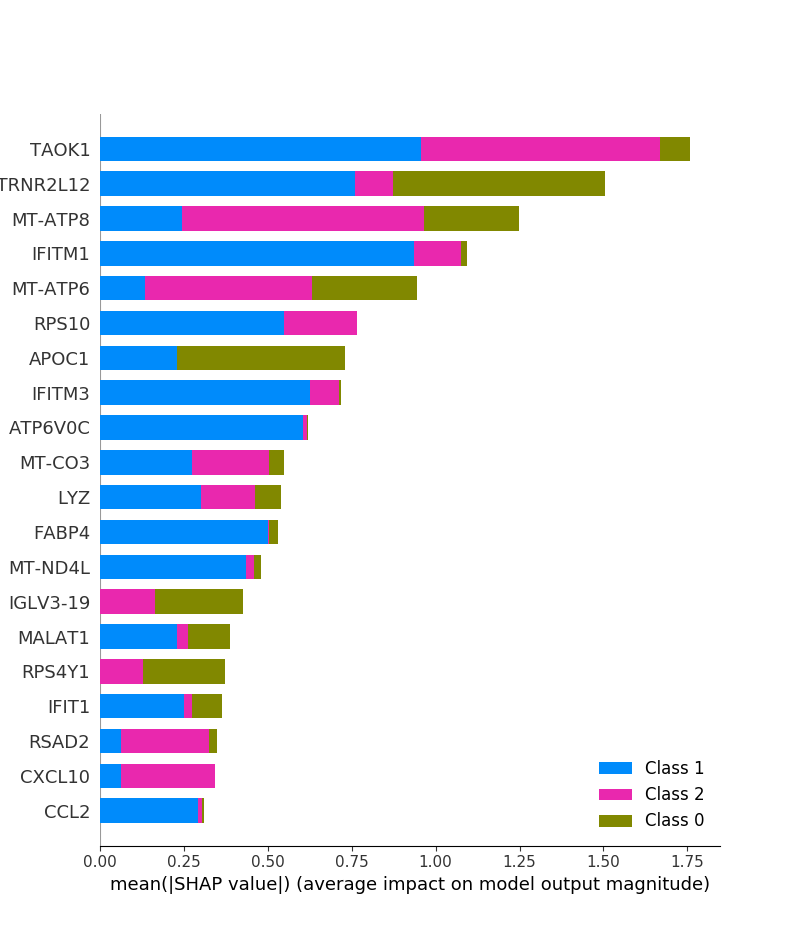 TAOK1
TRNR2L12
MT-ATP8
IFITM1
MT-ATP6
RPS10
APOC1
IFITM3
ATP6V0C
MT-CO3
LYZ
FABP4
MT-ND4L
IGLV3-19
MALAT1
RPS4Y1
IFIT1
RSAD2
CXCL10
CCL2
Class 1
Class 2
Class 0
0.00 0.25 0.50 0.75 1.00 1.25 1.50 1.75
mean(|SHAP value|) (average impact on model output magnitude)